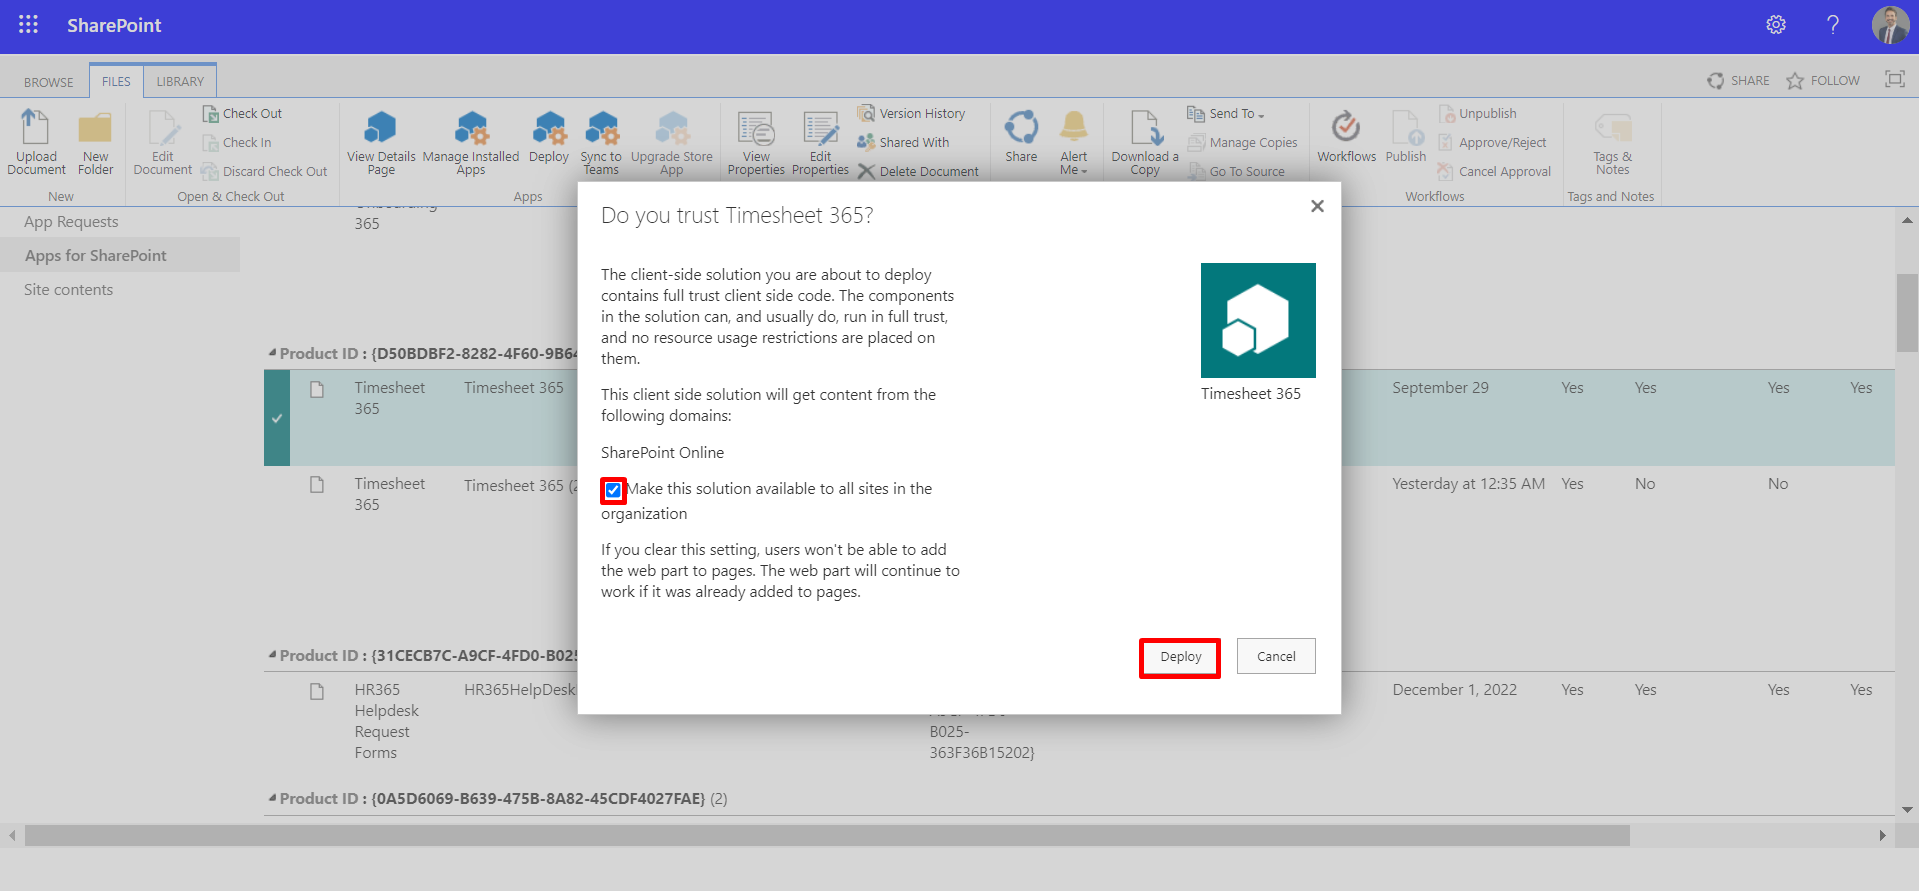 SharePoint
BROWSE
FILES
LIBRARY
SHARE
FOLLOW
Upload Document
New Folder
New
Edit Document
Check Out
Check In
Discard Check Out
Open & Check Out
View Details Page
Manage Installed Apps
Deploy
Sync to Teams
Upgrade Store App
Apps
View Properties
Edit Properties
Version History
Shared With
Delete Document
Share
Alert Me
Download a Copy
Send To
Manage Copies
Go To Source
Workflows
Publish
Unpublish
Approve/Reject
Cancel Approval
Workflows
Tags & Notes
Tags and Notes
App Requests
Apps for SharePoint
Site contents
365
Product ID : {D50BDBF2-8282-4F60-9B64
Timesheet 365
Timesheet 365
September 29
Yes
Yes
Yes
Yes
Timesheet 365
Timesheet 365
Yesterday at 12:35 AM
Yes
No
No
Product ID : {31CECB7C-A9CF-4FD0-B025
HR365 Helpdesk Request Forms
HR365HelpDesk
B025-
363F36B15202}
December 1, 2022
Yes
Yes
Yes
Yes
Product ID : {0A5D6069-B639-475B-8A82-45CDF4027FAE} (2)
Do you trust Timesheet 365?
The client-side solution you are about to deploy
contains full trust client side code. The components
in the solution can, and usually do, run in full trust,
and no resource usage restrictions are placed on
them.
This client side solution will get content from the
following domains:
SharePoint Online
Make this solution available to all sites in the
organization
If you clear this setting, users won't be able to add
the web part to pages. The web part will continue to
work if it was already added to pages.
Timesheet 365
Deploy
Cancel